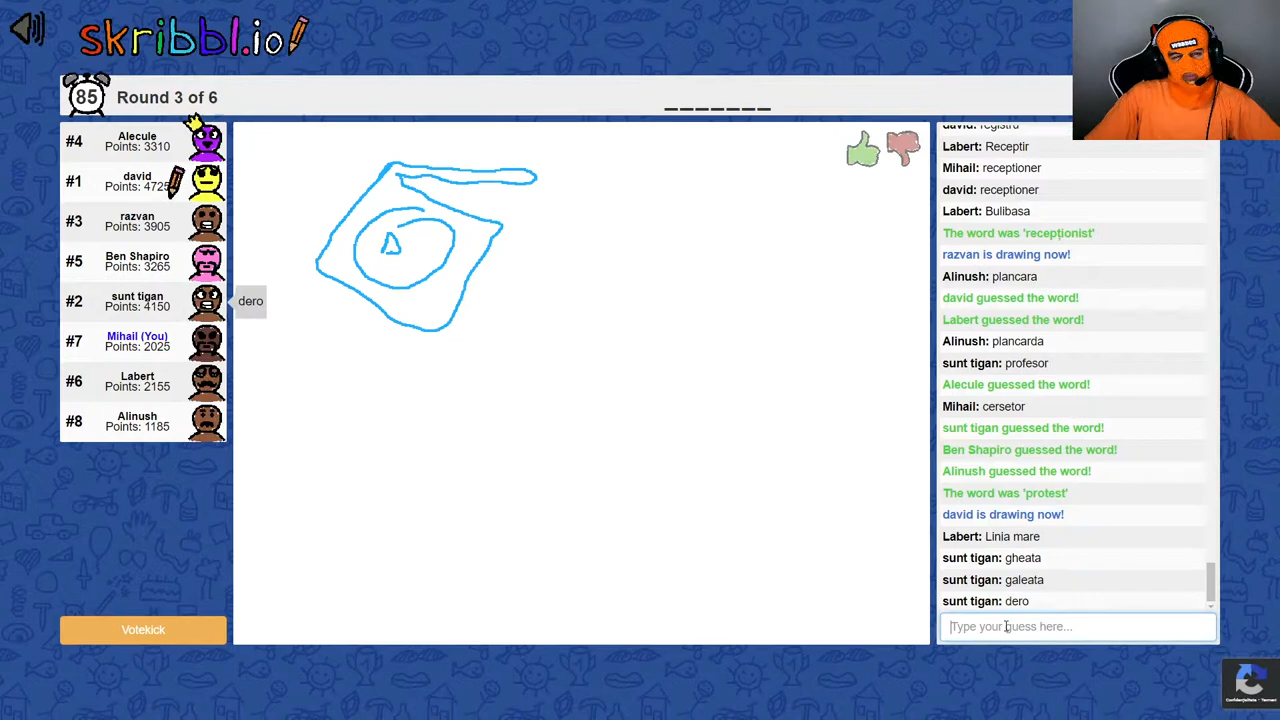 skribbl.io
85
Round 3 of 6
_______
#4
Alecule
Points: 3310
#1
david
Points: 4725
#3
razvan
Points: 3905
#5
Ben Shapiro
Points: 3265
#2
sunt tigan
Points: 4150
dero
#7
Mihail (You)
Points: 2025
#6
Labert
Points: 2155
#8
Alinush
Points: 1185
Votekick
david: registru
Labert: Receptir
Mihail: receptioner
david: receptioner
Labert: Bulibasa
The word was 'recepționist'
razvan is drawing now!
Alinush: plancara
david guessed the word!
Labert guessed the word!
Alinush: plancarda
sunt tigan: profesor
Alecule guessed the word!
Mihail: cersetor
sunt tigan guessed the word!
Ben Shapiro guessed the word!
Alinush guessed the word!
The word was 'protest'
david is drawing now!
Labert: Linia mare
sunt tigan: gheata
sunt tigan: galeata
sunt tigan: dero
Type your guess here...